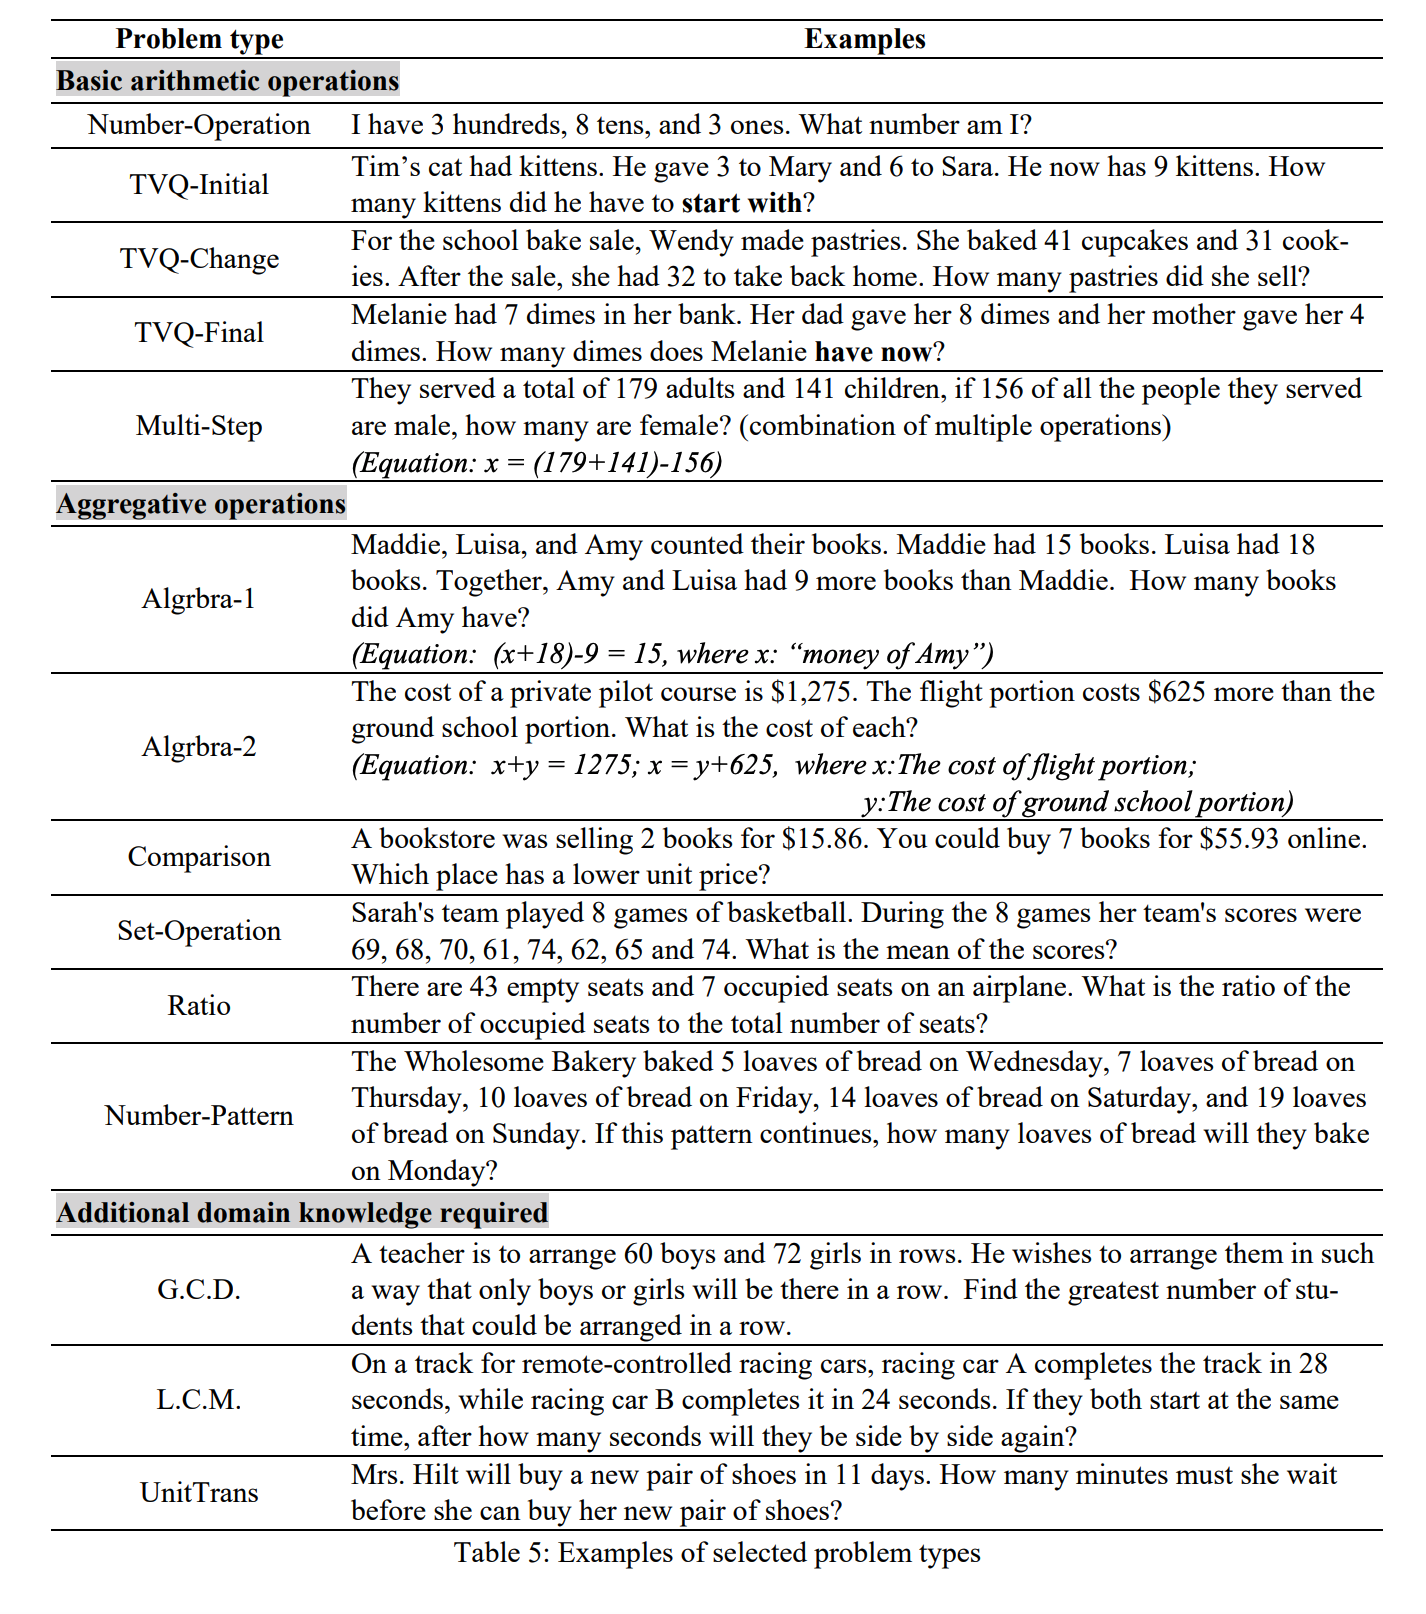 Problem type Examples
Basic arithmetic operations
Number-Operation I have 3 hundreds, 8 tens, and 3 ones. What number am I?
TVQ-Initial
Tim’s cat had kittens. He gave 3 to Mary and 6 to Sara. He now has 9 kittens. How
many kittens did he have to start with?
TVQ-Change
For the school bake sale, Wendy made pastries. She baked 41 cupcakes and 31 cook-
ies. After the sale, she had 32 to take back home. How many pastries did she sell?
TVQ-Final
Melanie had 7 dimes in her bank. Her dad gave her 8 dimes and her mother gave her 4
dimes. How many dimes does Melanie have now?
Multi-Step
They served a total of 179 adults and 141 children, if 156 of all the people they served
are male, how many are female? (combination of multiple operations)
(Equation: x = (179+141)-156)
Aggregative operations
Algrbra-1
Maddie, Luisa, and Amy counted their books. Maddie had 15 books. Luisa had 18
books. Together, Amy and Luisa had 9 more books than Maddie. How many books
did Amy have?
(Equation: (x+18)-9 = 15, where x: “money of Amy”)
Algrbra-2
The cost of a private pilot course is $1,275. The flight portion costs $625 more than the
ground school portion. What is the cost of each?
(Equation: x+y = 1275; x = y+625, where x:The cost of flight portion;
y:The cost of ground school portion)
Comparison
A bookstore was selling 2 books for $15.86. You could buy 7 books for $55.93 online.
Which place has a lower unit price?
Set-Operation
Sarah's team played 8 games of basketball. During the 8 games her team's scores were
69, 68, 70, 61, 74, 62, 65 and 74. What is the mean of the scores?
Ratio
There are 43 empty seats and 7 occupied seats on an airplane. What is the ratio of the
number of occupied seats to the total number of seats?
Number-Pattern
The Wholesome Bakery baked 5 loaves of bread on Wednesday, 7 loaves of bread on
Thursday, 10 loaves of bread on Friday, 14 loaves of bread on Saturday, and 19 loaves
of bread on Sunday. If this pattern continues, how many loaves of bread will they bake
on Monday?
Additional domain knowledge required
G.C.D.
A teacher is to arrange 60 boys and 72 girls in rows. He wishes to arrange them in such
a way that only boys or girls will be there in a row. Find the greatest number of stu-
dents that could be arranged in a row.
L.C.M.
On a track for remote-controlled racing cars, racing car A completes the track in 28
seconds, while racing car B completes it in 24 seconds. If they both start at the same
time, after how many seconds will they be side by side again?
UnitTrans
Mrs. Hilt will buy a new pair of shoes in 11 days. How many minutes must she wait
before she can buy her new pair of shoes?
Table 5: Examples of selected problem types